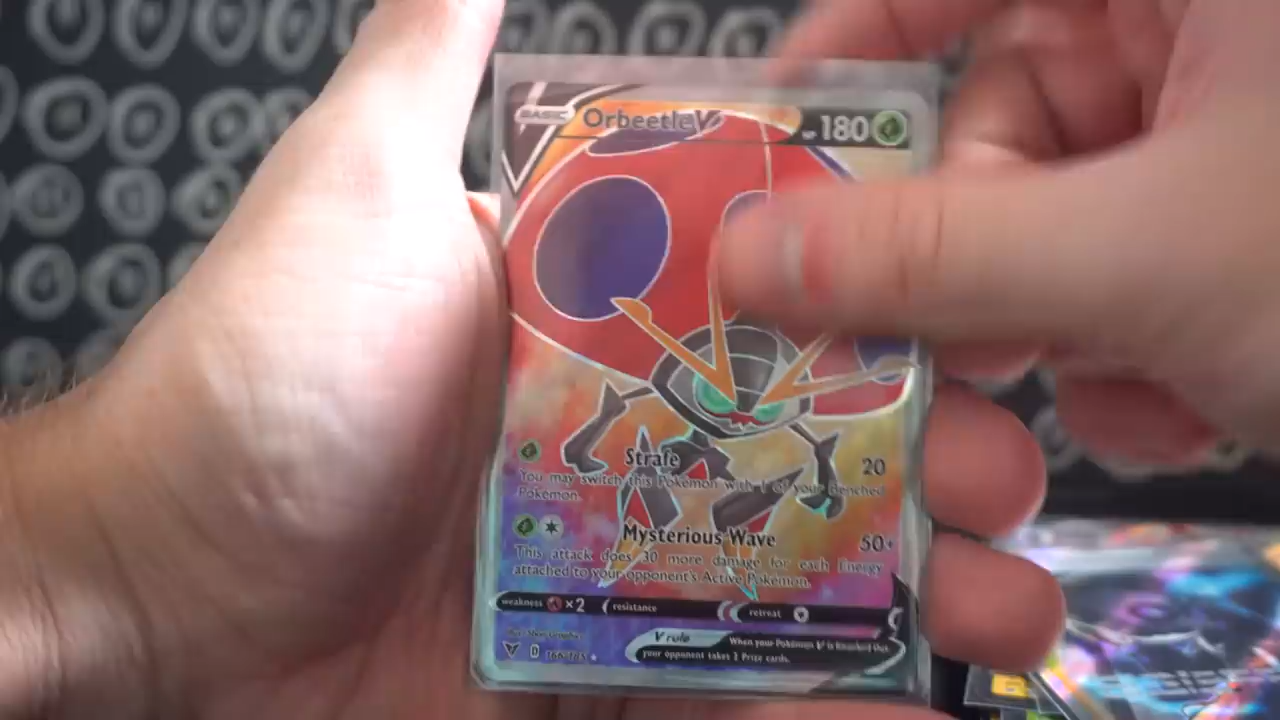 BASIC
OrbeetleV
HP 180
Strafe 20
You may switch this Pokémon with 1 of your Benched
Pokémon.
Mysterious Wave 50+
This attack does 30 more damage for each Energy
attached to your opponent's Active Pokémon.
weakness ×2 resistance retreat
V rule When your Pokémon V is Knocked Out,
your opponent takes 2 Prize cards.
D